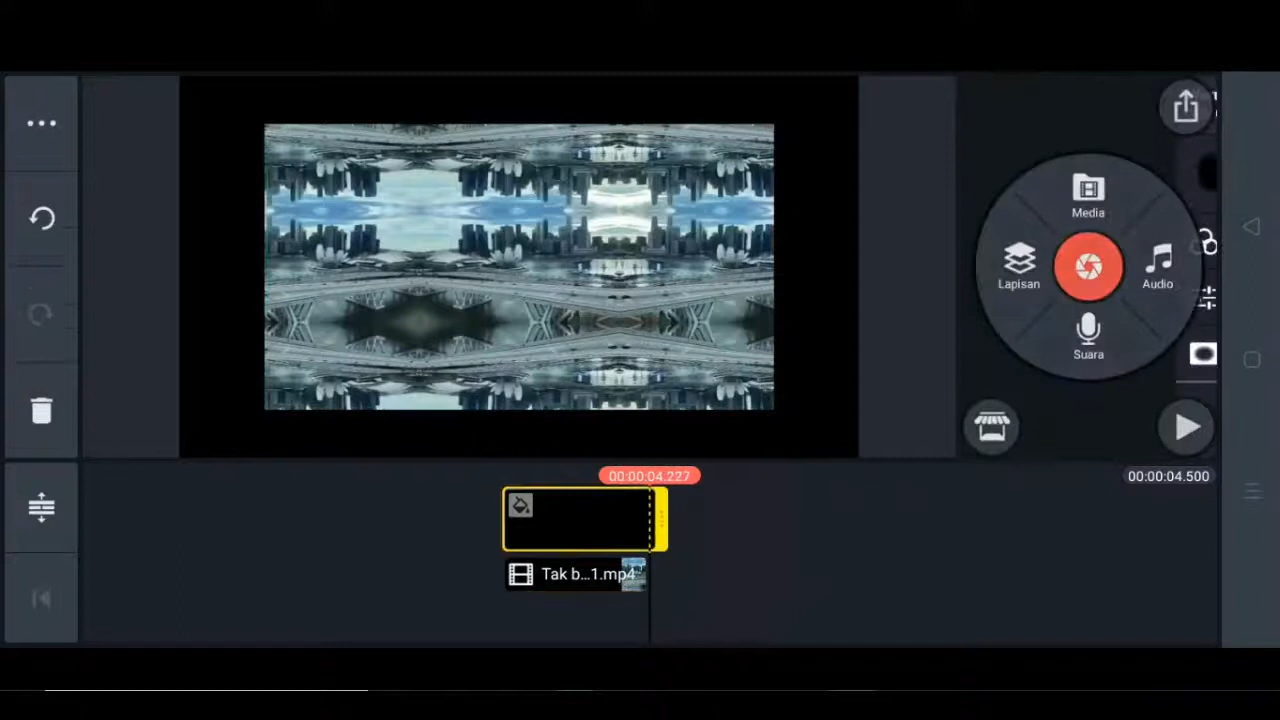 Media
Lapisan
Audio
Suara
00:00:04.227
00:00:04.500
Tak b...1.mp4